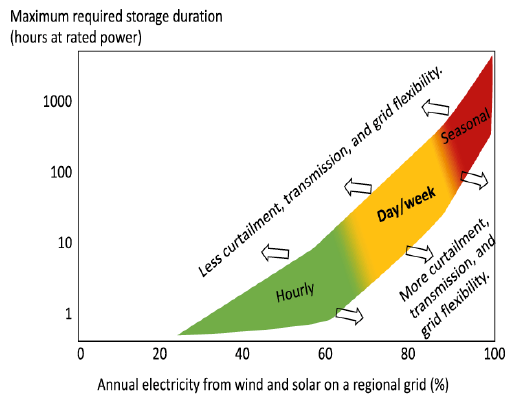 Maximum required storage duration
(hours at rated power)
1000
100
10
1
Less curtailment, transmission, and grid flexibility.
Seasonal
Day/week
Hourly
More curtailment,
transmission, and
grid flexibility.
0 20 40 60 80 100
Annual electricity from wind and solar on a regional grid (%)